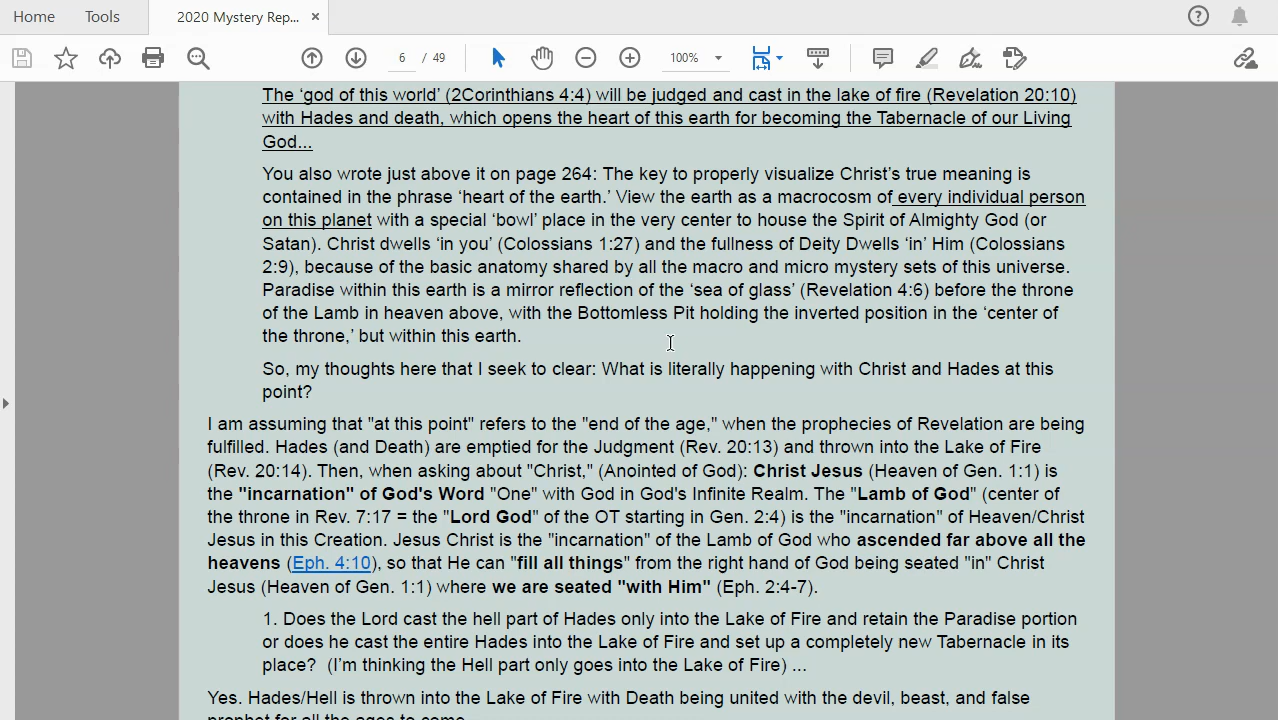 Home Tools 2020 Mystery Rep... ×
6 / 49 100%
The ‘god of this world’ (2Corinthians 4:4) will be judged and cast in the lake of fire (Revelation 20:10)
with Hades and death, which opens the heart of this earth for becoming the Tabernacle of our Living
God...
You also wrote just above it on page 264: The key to properly visualize Christ’s true meaning is
contained in the phrase ‘heart of the earth.’ View the earth as a macrocosm of every individual person
on this planet with a special ‘bowl’ place in the very center to house the Spirit of Almighty God (or
Satan). Christ dwells ‘in you’ (Colossians 1:27) and the fullness of Deity Dwells ‘in’ Him (Colossians
2:9), because of the basic anatomy shared by all the macro and micro mystery sets of this universe.
Paradise within this earth is a mirror reflection of the ‘sea of glass’ (Revelation 4:6) before the throne
of the Lamb in heaven above, with the Bottomless Pit holding the inverted position in the ‘center of
the throne,’ but within this earth.
So, my thoughts here that I seek to clear: What is literally happening with Christ and Hades at this
point?
I am assuming that "at this point" refers to the "end of the age," when the prophecies of Revelation are being
fulfilled. Hades (and Death) are emptied for the Judgment (Rev. 20:13) and thrown into the Lake of Fire
(Rev. 20:14). Then, when asking about "Christ," (Anointed of God): Christ Jesus (Heaven of Gen. 1:1) is
the "incarnation" of God's Word "One" with God in God's Infinite Realm. The "Lamb of God" (center of
the throne in Rev. 7:17 = the "Lord God" of the OT starting in Gen. 2:4) is the "incarnation" of Heaven/Christ
Jesus in this Creation. Jesus Christ is the "incarnation" of the Lamb of God who ascended far above all the
heavens (Eph. 4:10), so that He can "fill all things" from the right hand of God being seated "in" Christ
Jesus (Heaven of Gen. 1:1) where we are seated "with Him" (Eph. 2:4-7).
1. Does the Lord cast the hell part of Hades only into the Lake of Fire and retain the Paradise portion
or does he cast the entire Hades into the Lake of Fire and set up a completely new Tabernacle in its
place? (I’m thinking the Hell part only goes into the Lake of Fire) ...
Yes. Hades/Hell is thrown into the Lake of Fire with Death being united with the devil, beast, and false
prophet for all the ages to come